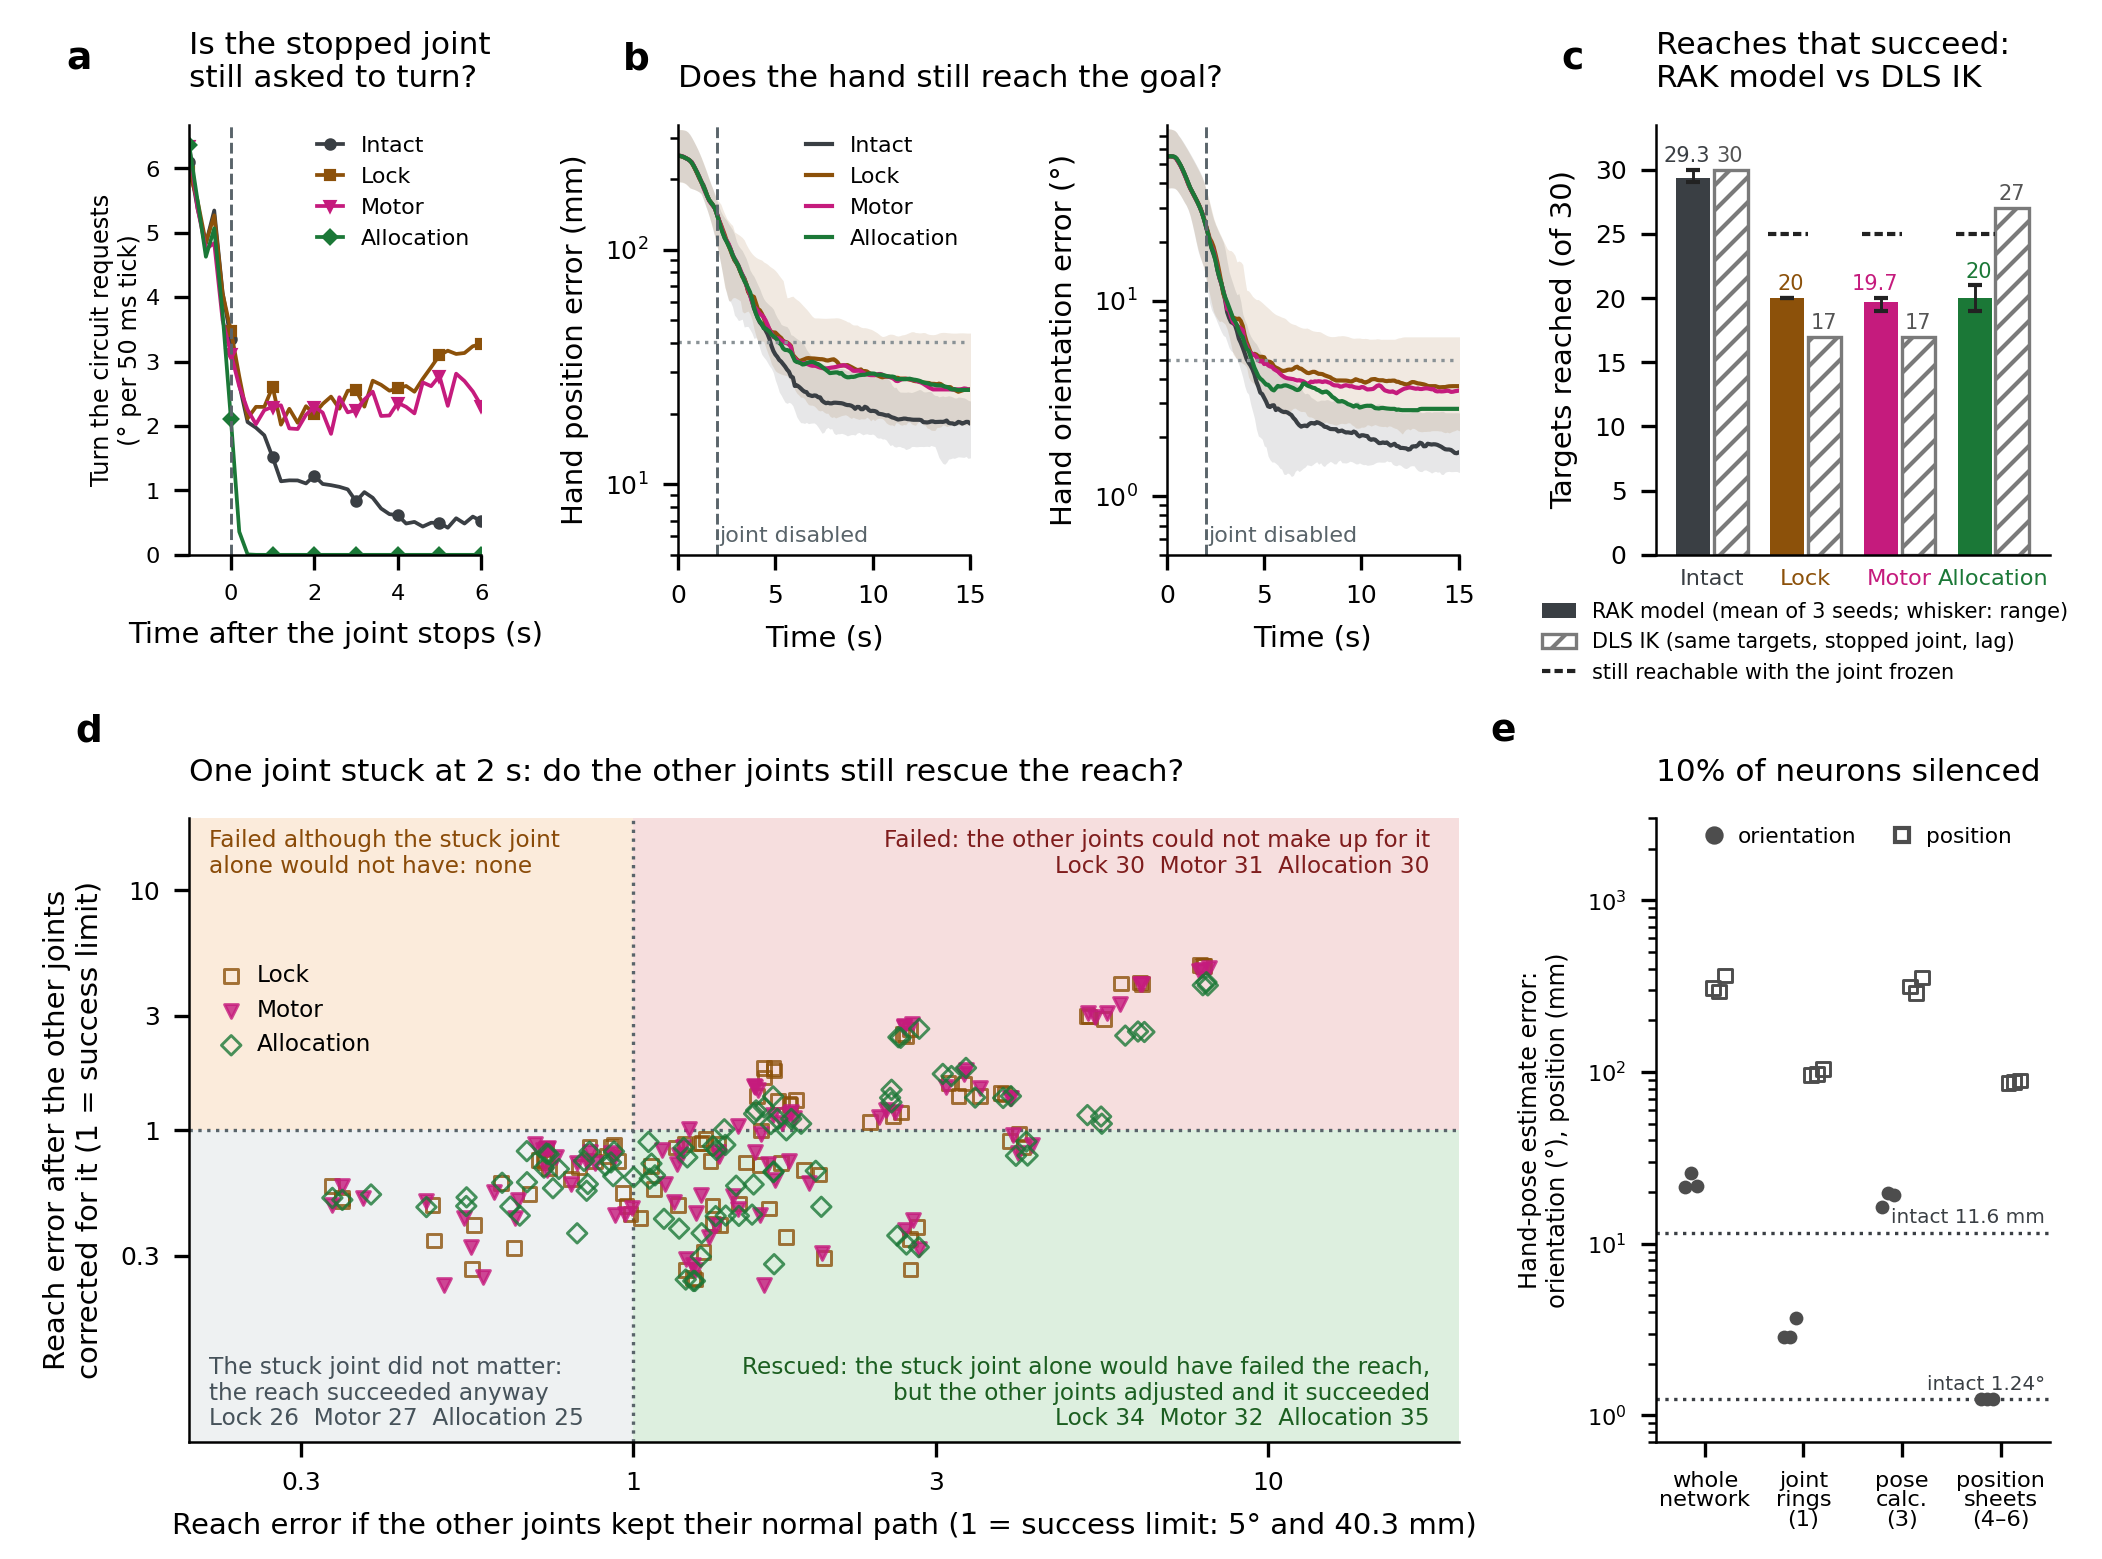 a
Is the stopped joint
still asked to turn?
Turn the circuit requests
(° per 50 ms tick)
6
5
4
3
2
1
0
Intact
Lock
Motor
Allocation
0
2
4
6
Time after the joint stops (s)
b
Does the hand still reach the goal?
Hand position error (mm)
10²
10¹
Intact
Lock
Motor
Allocation
joint disabled
0
5
10
15
Time (s)
Hand orientation error (°)
10¹
10⁰
joint disabled
0
5
10
15
Time (s)
c
Reaches that succeed:
RAK model vs DLS IK
Targets reached (of 30)
30
25
20
15
10
5
0
29.3
30
20
17
19.7
17
20
27
Intact
Lock
Motor
Allocation
RAK model (mean of 3 seeds; whisker: range)
DLS IK (same targets, stopped joint, lag)
still reachable with the joint frozen
d
One joint stuck at 2 s: do the other joints still rescue the reach?
Reach error after the other joints
corrected for it (1 = success limit)
10
3
1
0.3
Failed although the stuck joint
alone would not have: none
Failed: the other joints could not make up for it
Lock 30 Motor 31 Allocation 30
Lock
Motor
Allocation
The stuck joint did not matter:
the reach succeeded anyway
Lock 26 Motor 27 Allocation 25
Rescued: the stuck joint alone would have failed the reach,
but the other joints adjusted and it succeeded
Lock 34 Motor 32 Allocation 35
0.3
1
3
10
Reach error if the other joints kept their normal path (1 = success limit: 5° and 40.3 mm)
e
10% of neurons silenced
Hand-pose estimate error:
orientation (°), position (mm)
orientation
position
10³
10²
10¹
10⁰
intact 11.6 mm
intact 1.24°
whole
network
joint
rings
(1)
pose
calc.
(3)
position
sheets
(4–6)